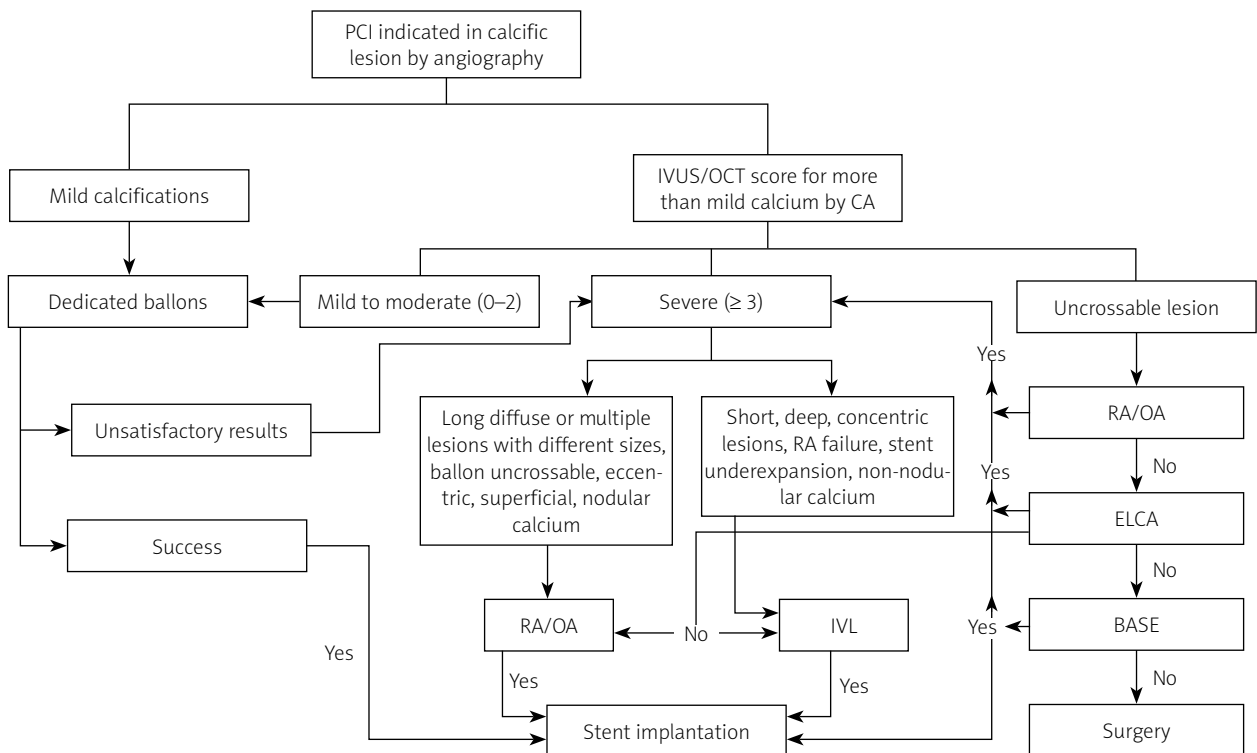 PCI indicated in calcific
lesion by angiography
Mild calcifications
IVUS/OCT score for more
than mild calcium by CA
Dedicated ballons
Mild to moderate (0–2)
Severe (≥ 3)
Uncrossable lesion
Yes
Unsatisfactory results
Long diffuse or multiple
lesions with different sizes,
ballon uncrossable, eccen-
tric, superficial, nodular
calcium
Short, deep, concentric
lesions, RA failure, stent
underexpansion, non-nodu-
lar calcium
RA/OA
Yes
No
Success
ELCA
No
RA/OA
No
IVL
Yes
BASE
Yes
Yes
Yes
No
Stent implantation
Surgery